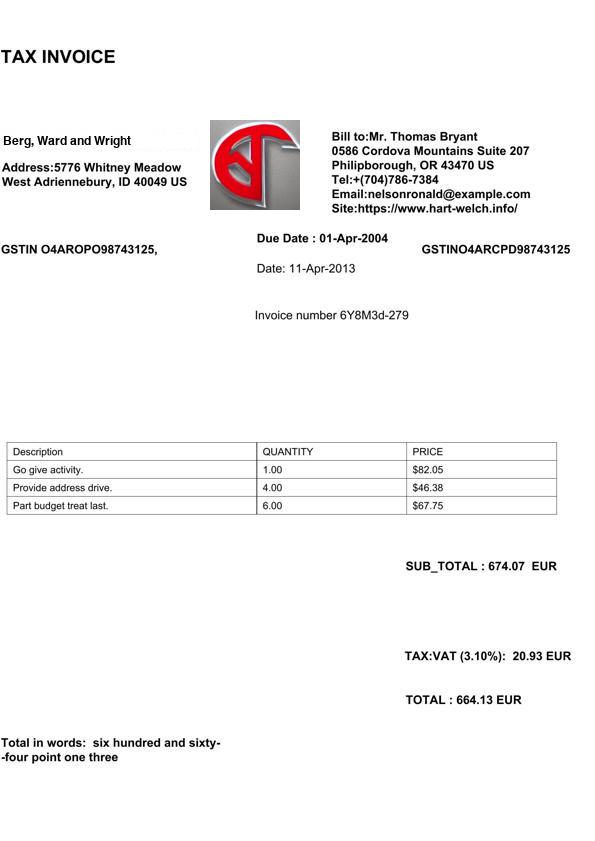 TAX INVOICE
Berg, Ward and Wright
Address:5776 Whitney Meadow
West Adriennebury, ID 40049 US
Bill to:Mr. Thomas Bryant
0586 Cordova Mountains Suite 207
Philipborough, OR 43470 US
Tel:+(704)786-7384
Email:nelsonronald@example.com
Site:https://www.hart-welch.info/
GSTIN O4AROPO98743125,
Due Date : 01-Apr-2004
GSTINO4ARCPD98743125
Date: 11-Apr-2013
Invoice number 6Y8M3d-279
Description QUANTITY PRICE
Go give activity. 1.00 $82.05
Provide address drive. 4.00 $46.38
Part budget treat last. 6.00 $67.75
SUB_TOTAL : 674.07 EUR
TAX:VAT (3.10%): 20.93 EUR
TOTAL : 664.13 EUR
Total in words: six hundred and sixty-
-four point one three